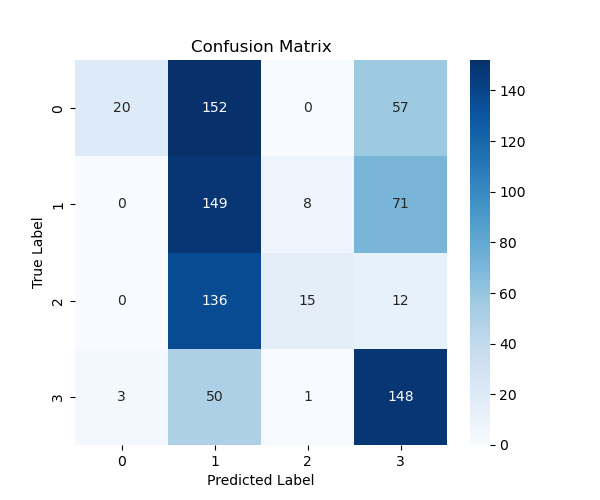 Confusion Matrix
True Label
0 20 152 0 57
1 0 149 8 71
2 0 136 15 12
3 3 50 1 148
0 1 2 3
Predicted Label
140
120
100
80
60
40
20
0